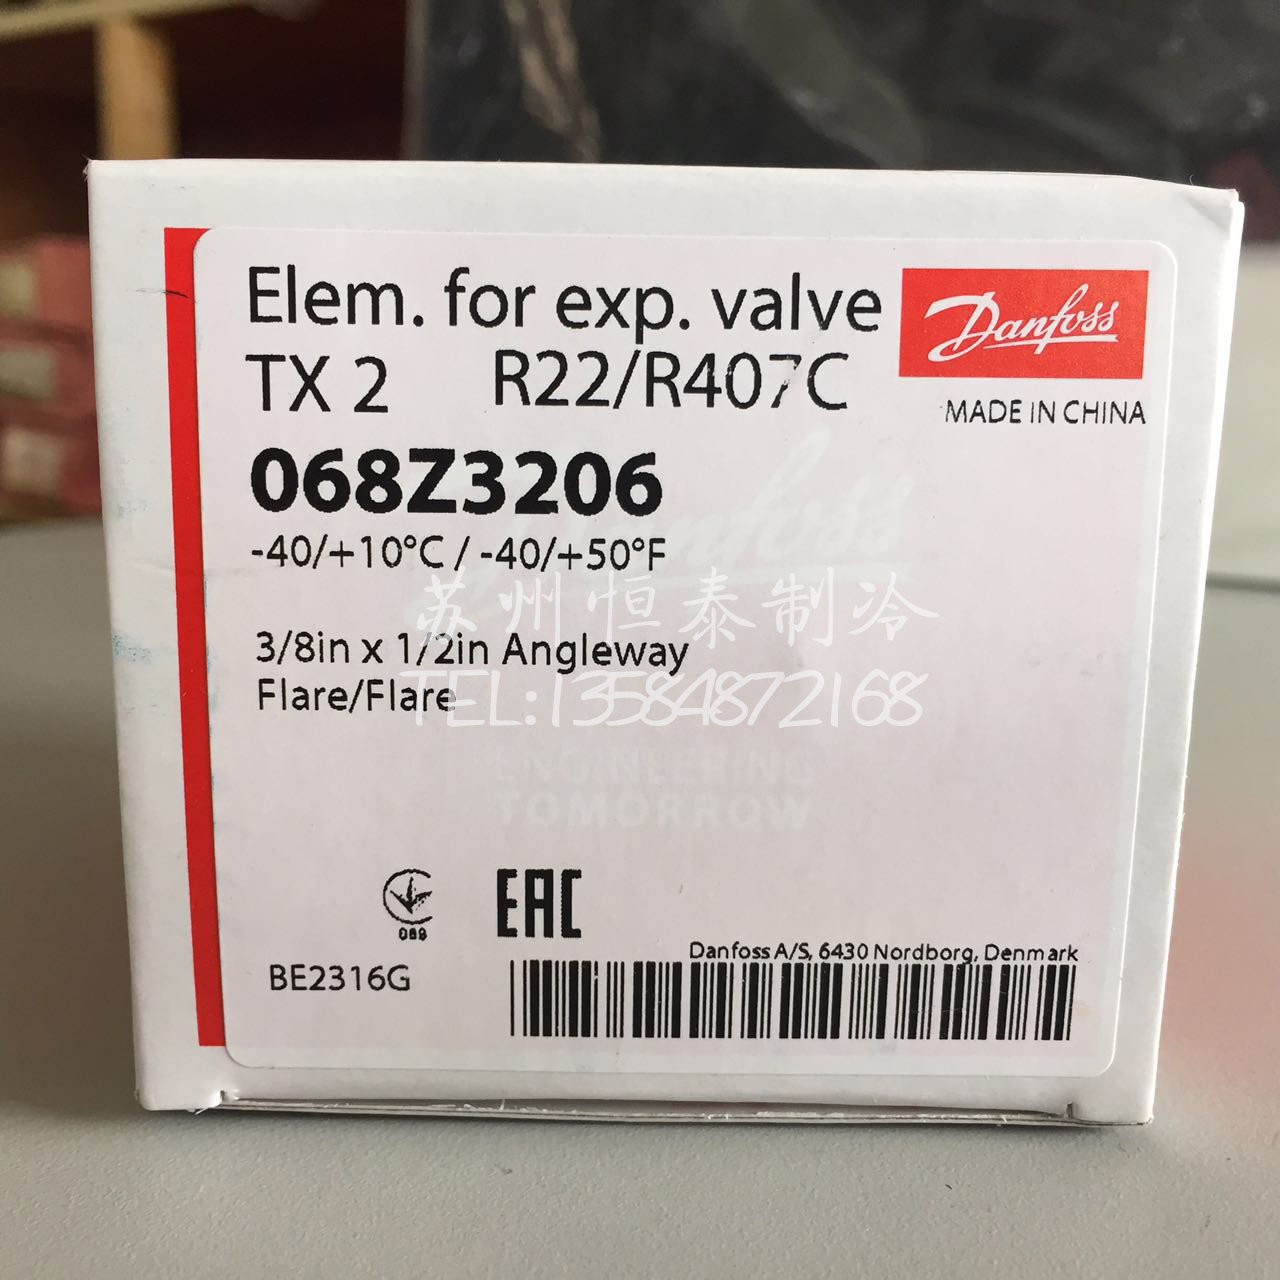 Elem. for exp. valve
Danfoss
TX 2 R22/R407C
MADE IN CHINA
068Z3206
-40/+10°C / -40/+50°F
Danfoss
苏州恒泰制冷
3/8in x 1/2in Angleway
Flare/Flare
TEL:13584872168
ENGINEERING
TOMORROW
069
EAC
Danfoss A/S, 6430 Nordborg, Denmark
BE2316G